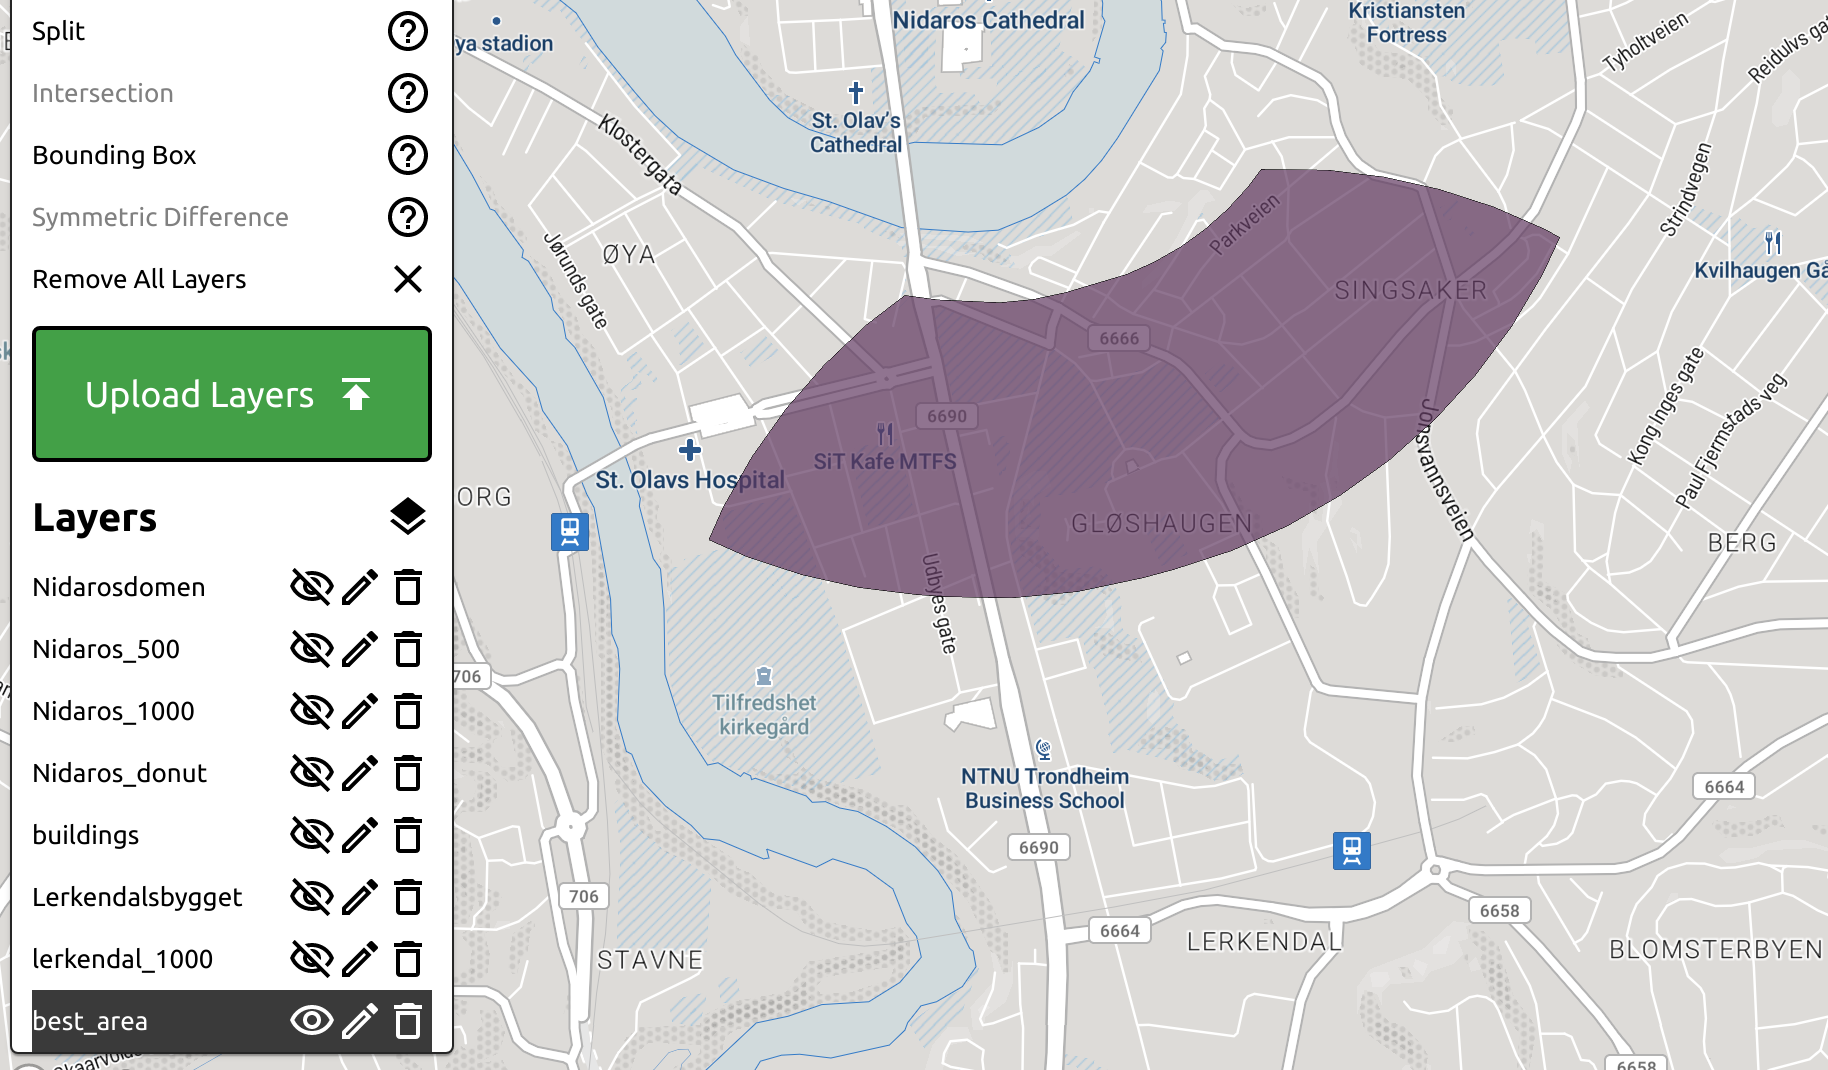 Split
Intersection
Bounding Box
Symmetric Difference
Remove All Layers
Upload Layers
Layers
Nidarosdomen
Nidaros_500
Nidaros_1000
Nidaros_donut
buildings
Lerkendalsbygget
lerkendal_1000
best_area
ya stadion
Nidaros Cathedral
Kristiansten
Fortress
Tyholtveien
St. Olav's
Cathedral
Klostergata
Strindvegen
Parkveien
ØYA
Jørunds gate
Kvilhaugen Gå
SINGSAKER
6666
6690
SiT Kafe MTFS
St. Olavs Hospital
Jonsvannsveien
Kong Inges gate
Paul Fjermstads veg
ORG
GLØSHAUGEN
BERG
Udbyes gate
706
Tilfredshet
kirkegård
NTNU Trondheim
Business School
6664
6690
706
6658
6664
LERKENDAL
BLOMSTERBYEN
STAVNE
6658